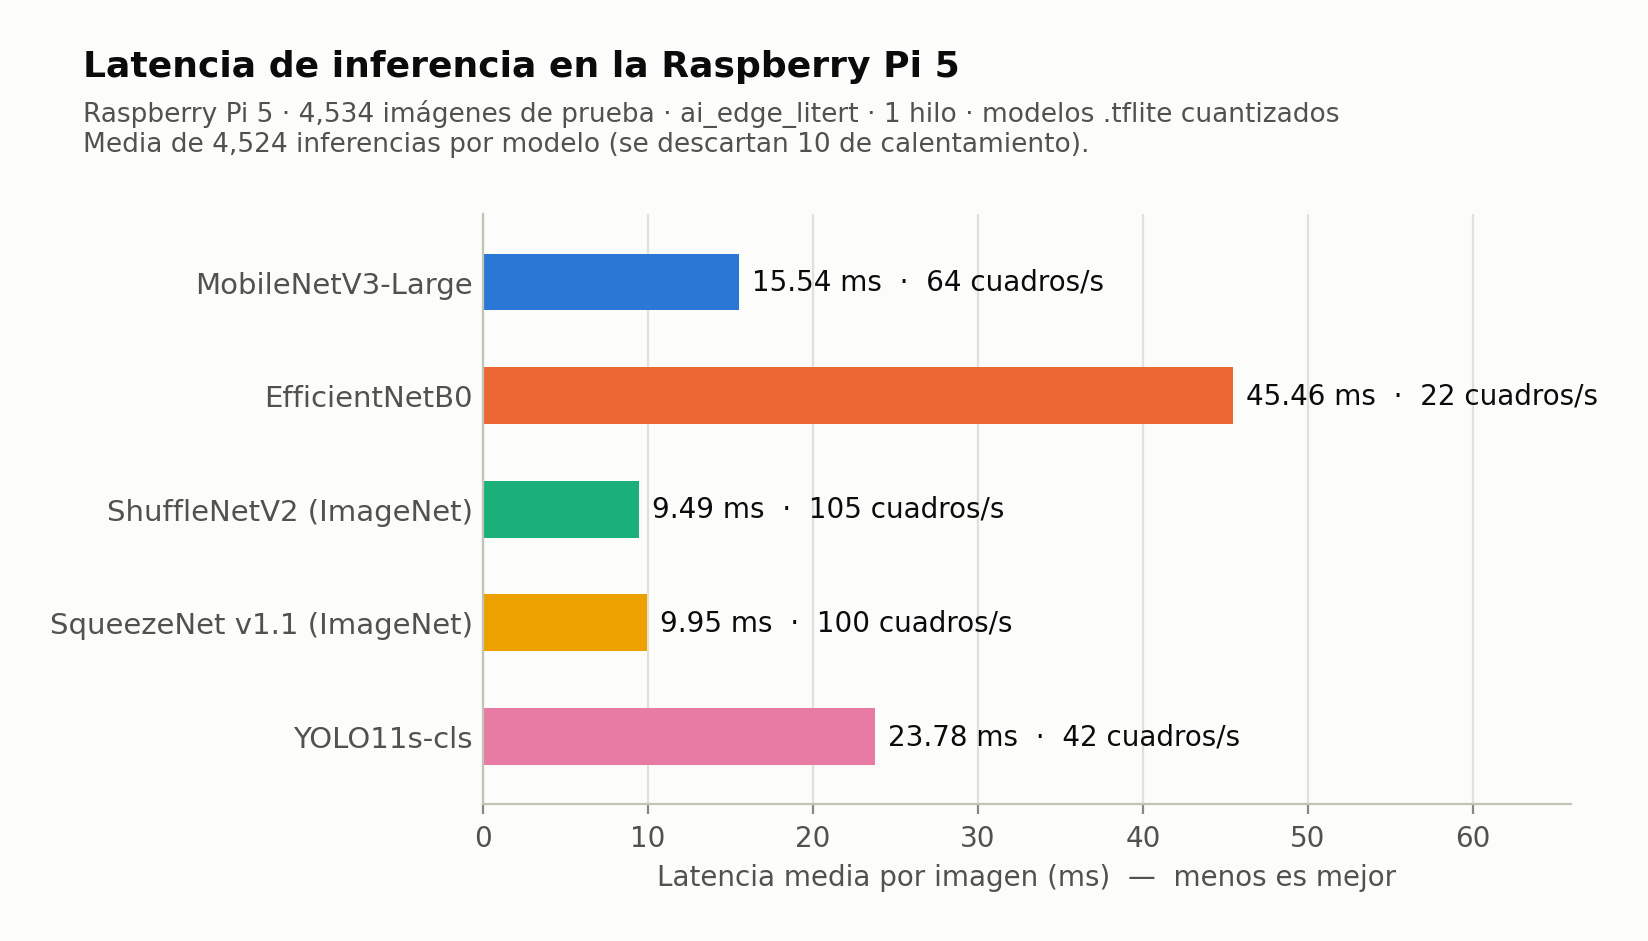 Latencia de inferencia en la Raspberry Pi 5
Raspberry Pi 5 · 4,534 imágenes de prueba · ai_edge_litert · 1 hilo · modelos .tflite cuantizados
Media de 4,524 inferencias por modelo (se descartan 10 de calentamiento).
MobileNetV3-Large 15.54 ms · 64 cuadros/s
EfficientNetB0 45.46 ms · 22 cuadros/s
ShuffleNetV2 (ImageNet) 9.49 ms · 105 cuadros/s
SqueezeNet v1.1 (ImageNet) 9.95 ms · 100 cuadros/s
YOLO11s-cls 23.78 ms · 42 cuadros/s
0 10 20 30 40 50 60
Latencia media por imagen (ms) — menos es mejor